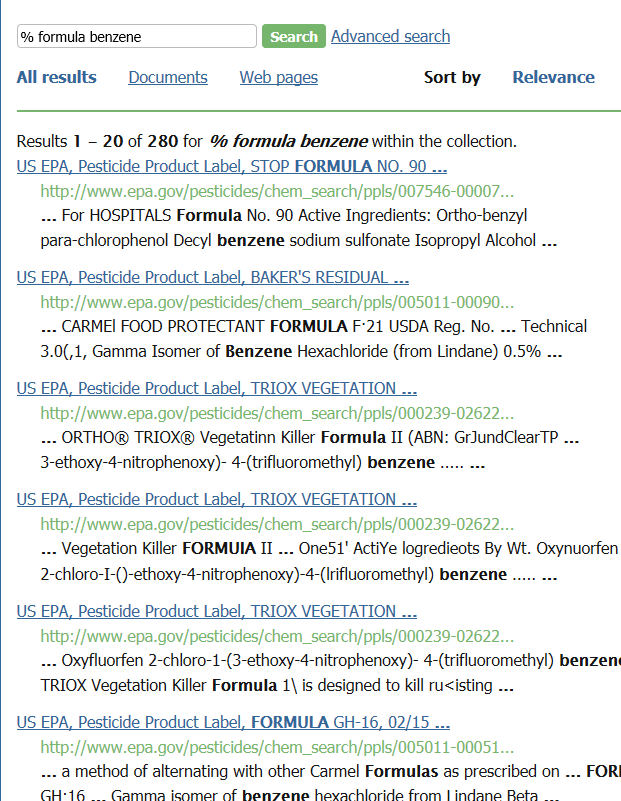 % formula benzene Search Advanced search
All results Documents Web pages Sort by Relevance
Results 1 – 20 of 280 for % formula benzene within the collection.
US EPA, Pesticide Product Label, STOP FORMULA NO. 90 ...
http://www.epa.gov/pesticides/chem_search/ppls/007546-00007...
... For HOSPITALS Formula No. 90 Active Ingredients: Ortho-benzyl
para-chlorophenol Decyl benzene sodium sulfonate Isopropyl Alcohol ...
US EPA, Pesticide Product Label, BAKER'S RESIDUAL ...
http://www.epa.gov/pesticides/chem_search/ppls/005011-00090...
... CARMEl FOOD PROTECTANT FORMULA F·21 USDA Reg. No. ... Technical
3.0(,1, Gamma Isomer of Benzene Hexachloride (from Lindane) 0.5% ...
US EPA, Pesticide Product Label, TRIOX VEGETATION ...
http://www.epa.gov/pesticides/chem_search/ppls/000239-02622...
... ORTHO® TRIOX® Vegetatinn Killer Formula II (ABN: GrJundClearTP ...
3-ethoxy-4-nitrophenoxy)- 4-(trifluoromethyl) benzene ..... ...
US EPA, Pesticide Product Label, TRIOX VEGETATION ...
http://www.epa.gov/pesticides/chem_search/ppls/000239-02622...
... Vegetation Killer FORMUIA II ... One51' ActiYe logredieots By Wt. Oxynuorfen
2-chloro-I-()-ethoxy-4-nitrophenoxy)-4-(lrifluoromethyl) benzene ..... ...
US EPA, Pesticide Product Label, TRIOX VEGETATION ...
http://www.epa.gov/pesticides/chem_search/ppls/000239-02622...
... Oxyfluorfen 2-chloro-1-(3-ethoxy-4-nitrophenoxy)- 4-(trifluoromethyl) benzene
TRIOX Vegetation Killer Formula 1\ is designed to kill ru<isting ...
US EPA, Pesticide Product Label, FORMULA GH-16, 02/15 ...
http://www.epa.gov/pesticides/chem_search/ppls/005011-00051...
... a method of alternating with other Carmel Formulas as prescribed on ... FOR
GH·16 ... Gamma isomer of benzene hexachloride from Lindane Beta ...